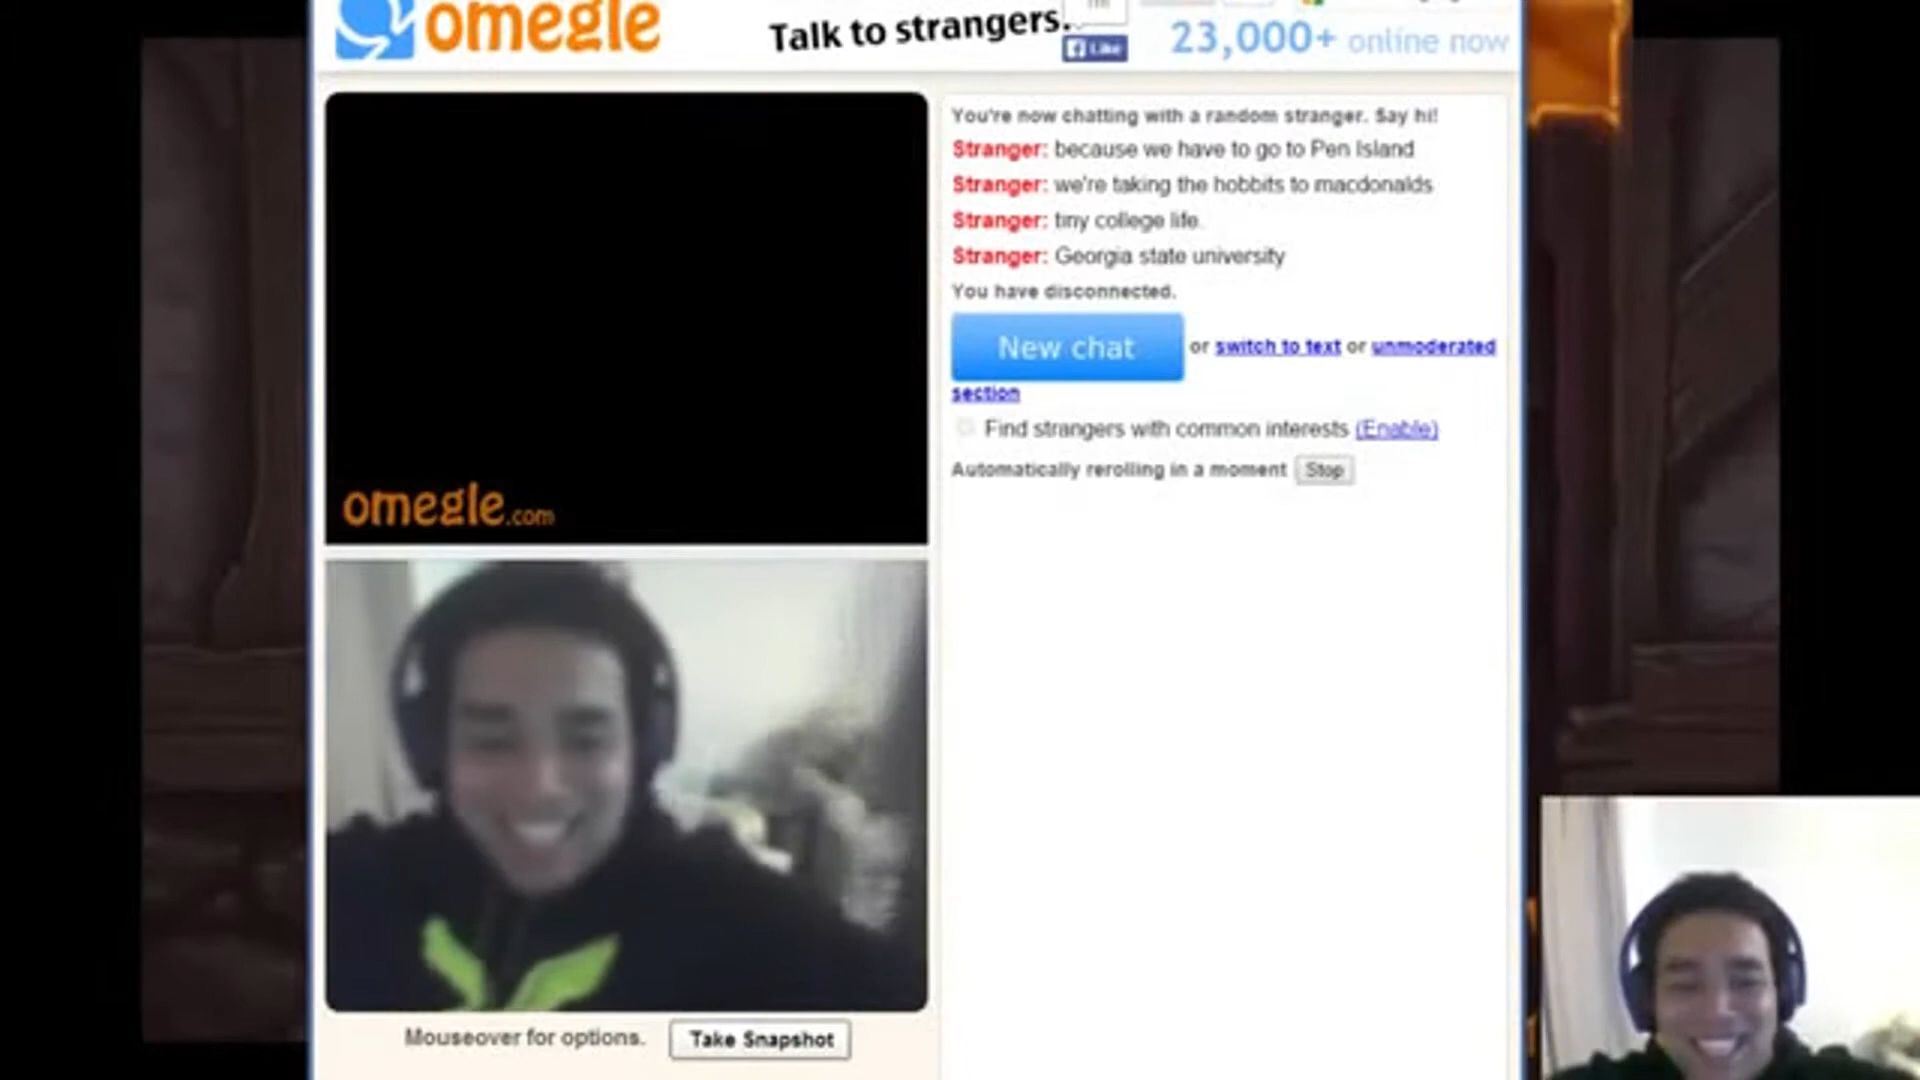 omegle
Talk to strangers.
Like
23,000+ online now
You're now chatting with a random stranger. Say hi!
Stranger: because we have to go to Pen Island
Stranger: we're taking the hobbits to macdonalds
Stranger: tiny college life.
Stranger: Georgia state university
You have disconnected.
New chat or switch to text or unmoderated
section
Find strangers with common interests (Enable)
Automatically rerolling in a moment Stop
omegle.com
Mouseover for options. Take Snapshot